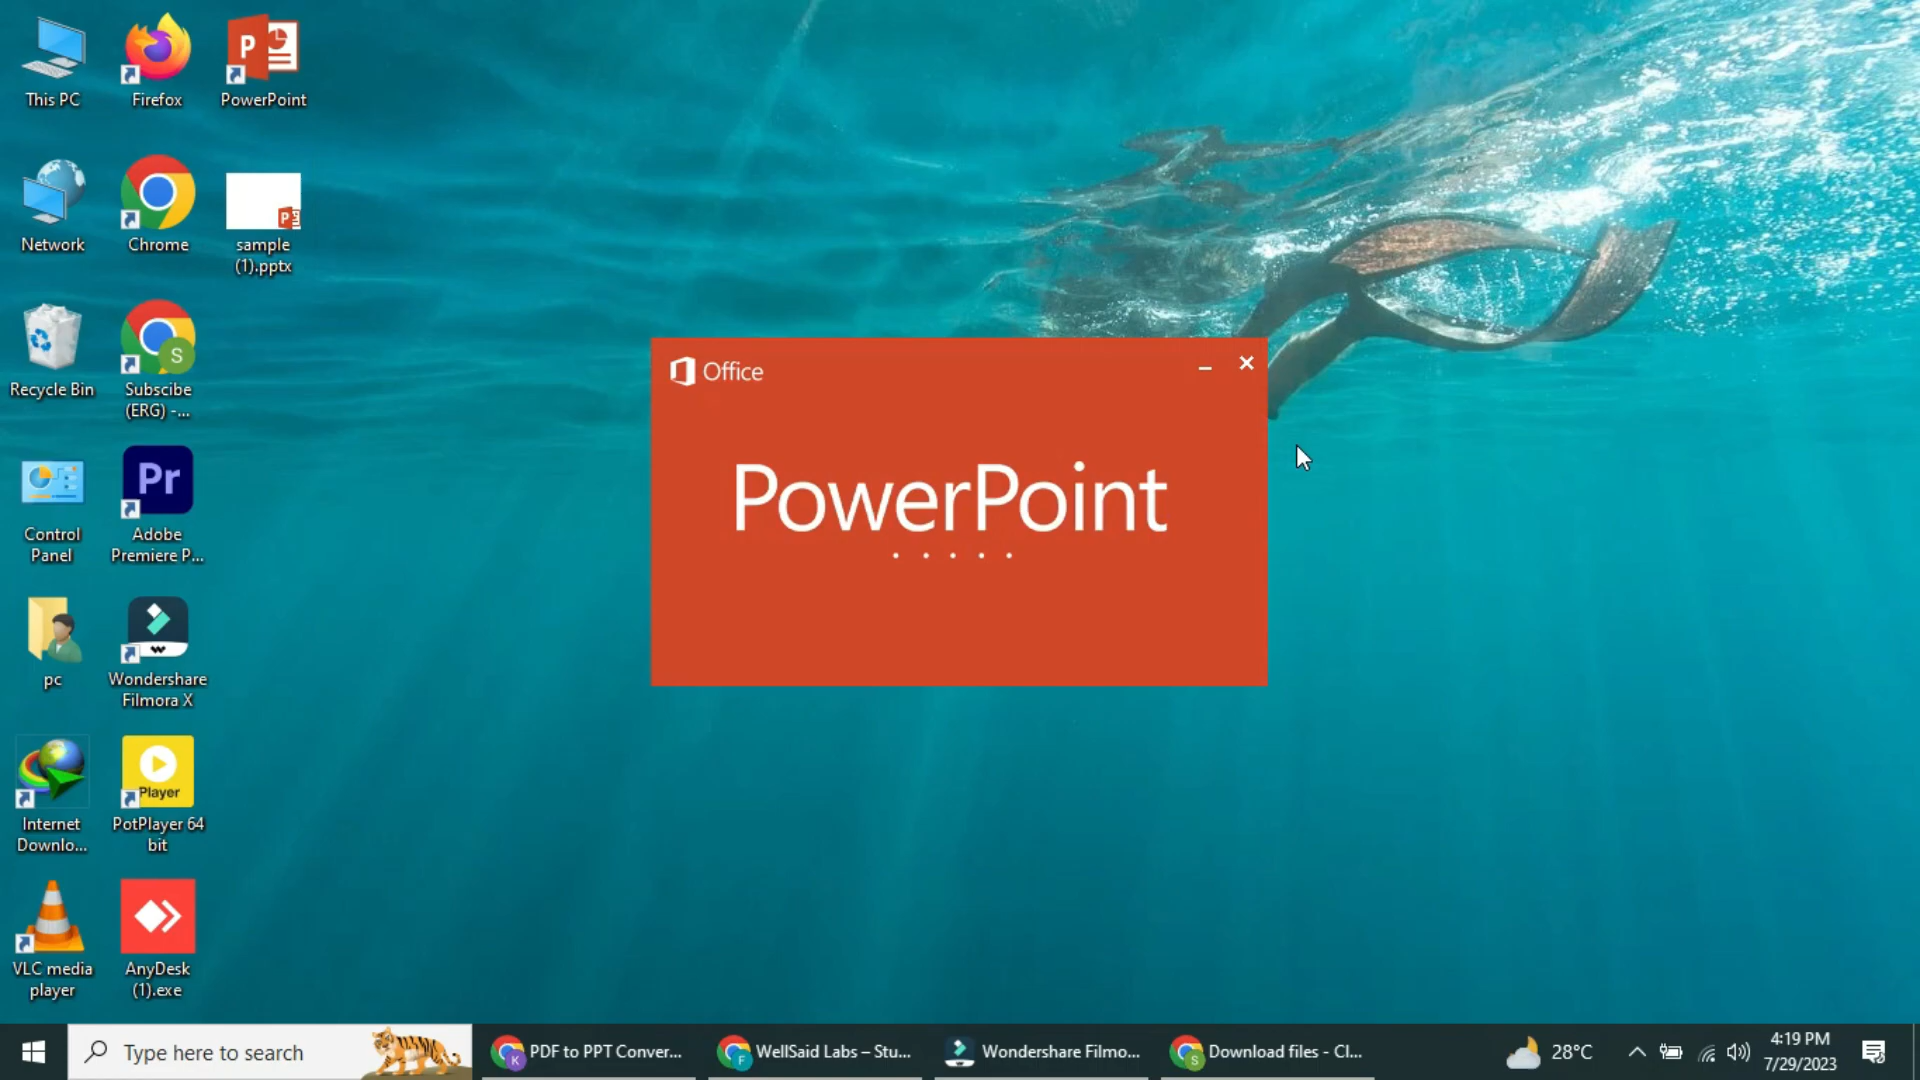 This PC
Firefox
PowerPoint
Network
Chrome
sample
(1).pptx
Recycle Bin
S
Subscibe
(ERG) -...
Control
Panel
Pr
Adobe
Premiere P...
pc
Wondershare
Filmora X
Internet
Downlo...
Player
PotPlayer 64
bit
VLC media
player
AnyDesk
(1).exe
Office
PowerPoint
Type here to search
K
PDF to PPT Conver...
F
WellSaid Labs – Stu...
Wondershare Filmo...
S
Download files - Cl...
28°C
4:19 PM
7/29/2023